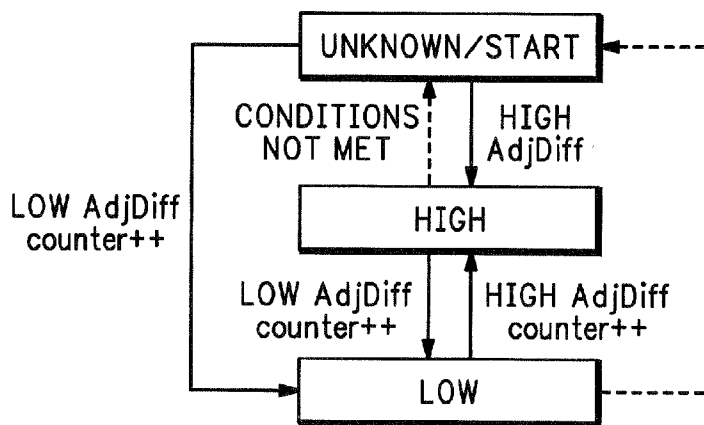 UNKNOWN/START
CONDITIONS
NOT MET
HIGH
AdjDiff
LOW AdjDiff
counter++
HIGH
LOW AdjDiff
counter++
HIGH AdjDiff
counter++
LOW